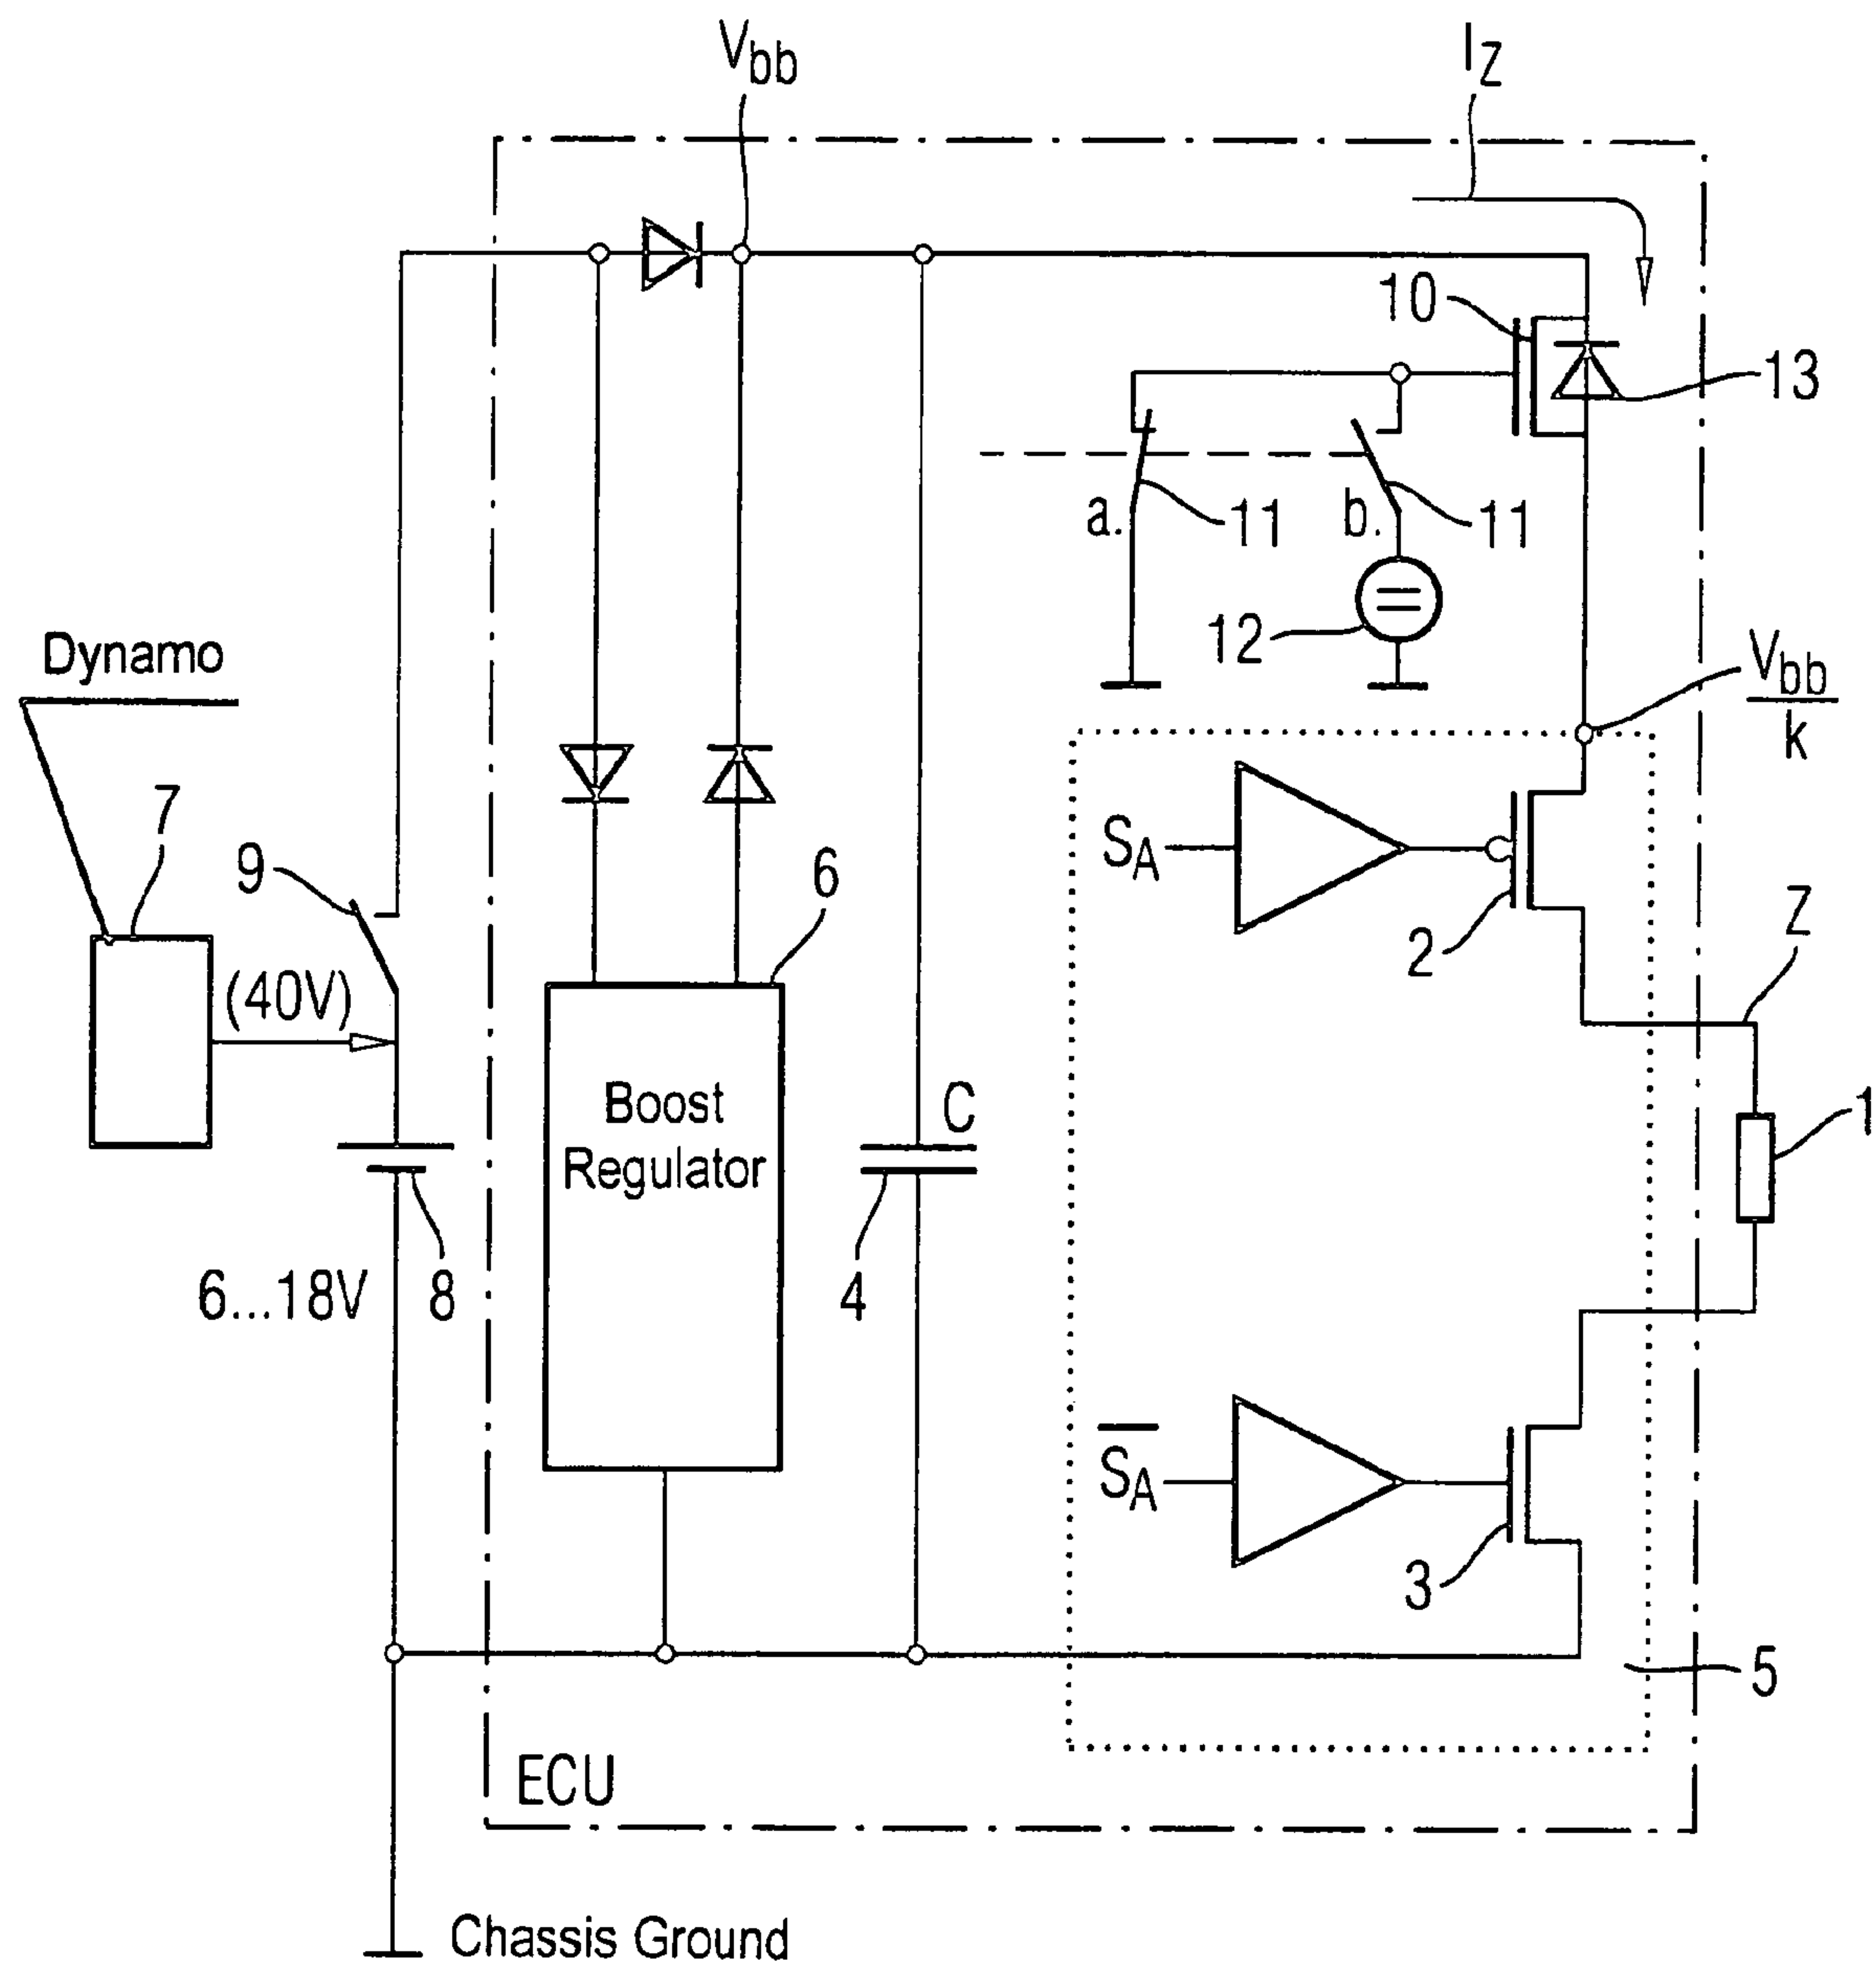 Vbb
IZ
10
13
a.
11
b.
11
12
Vbb
k
Dynamo
7
9
SA
6
2
Z
(40V)
Boost
Regulator
C
1
6...18V
8
4
SA
3
5
ECU
Chassis Ground